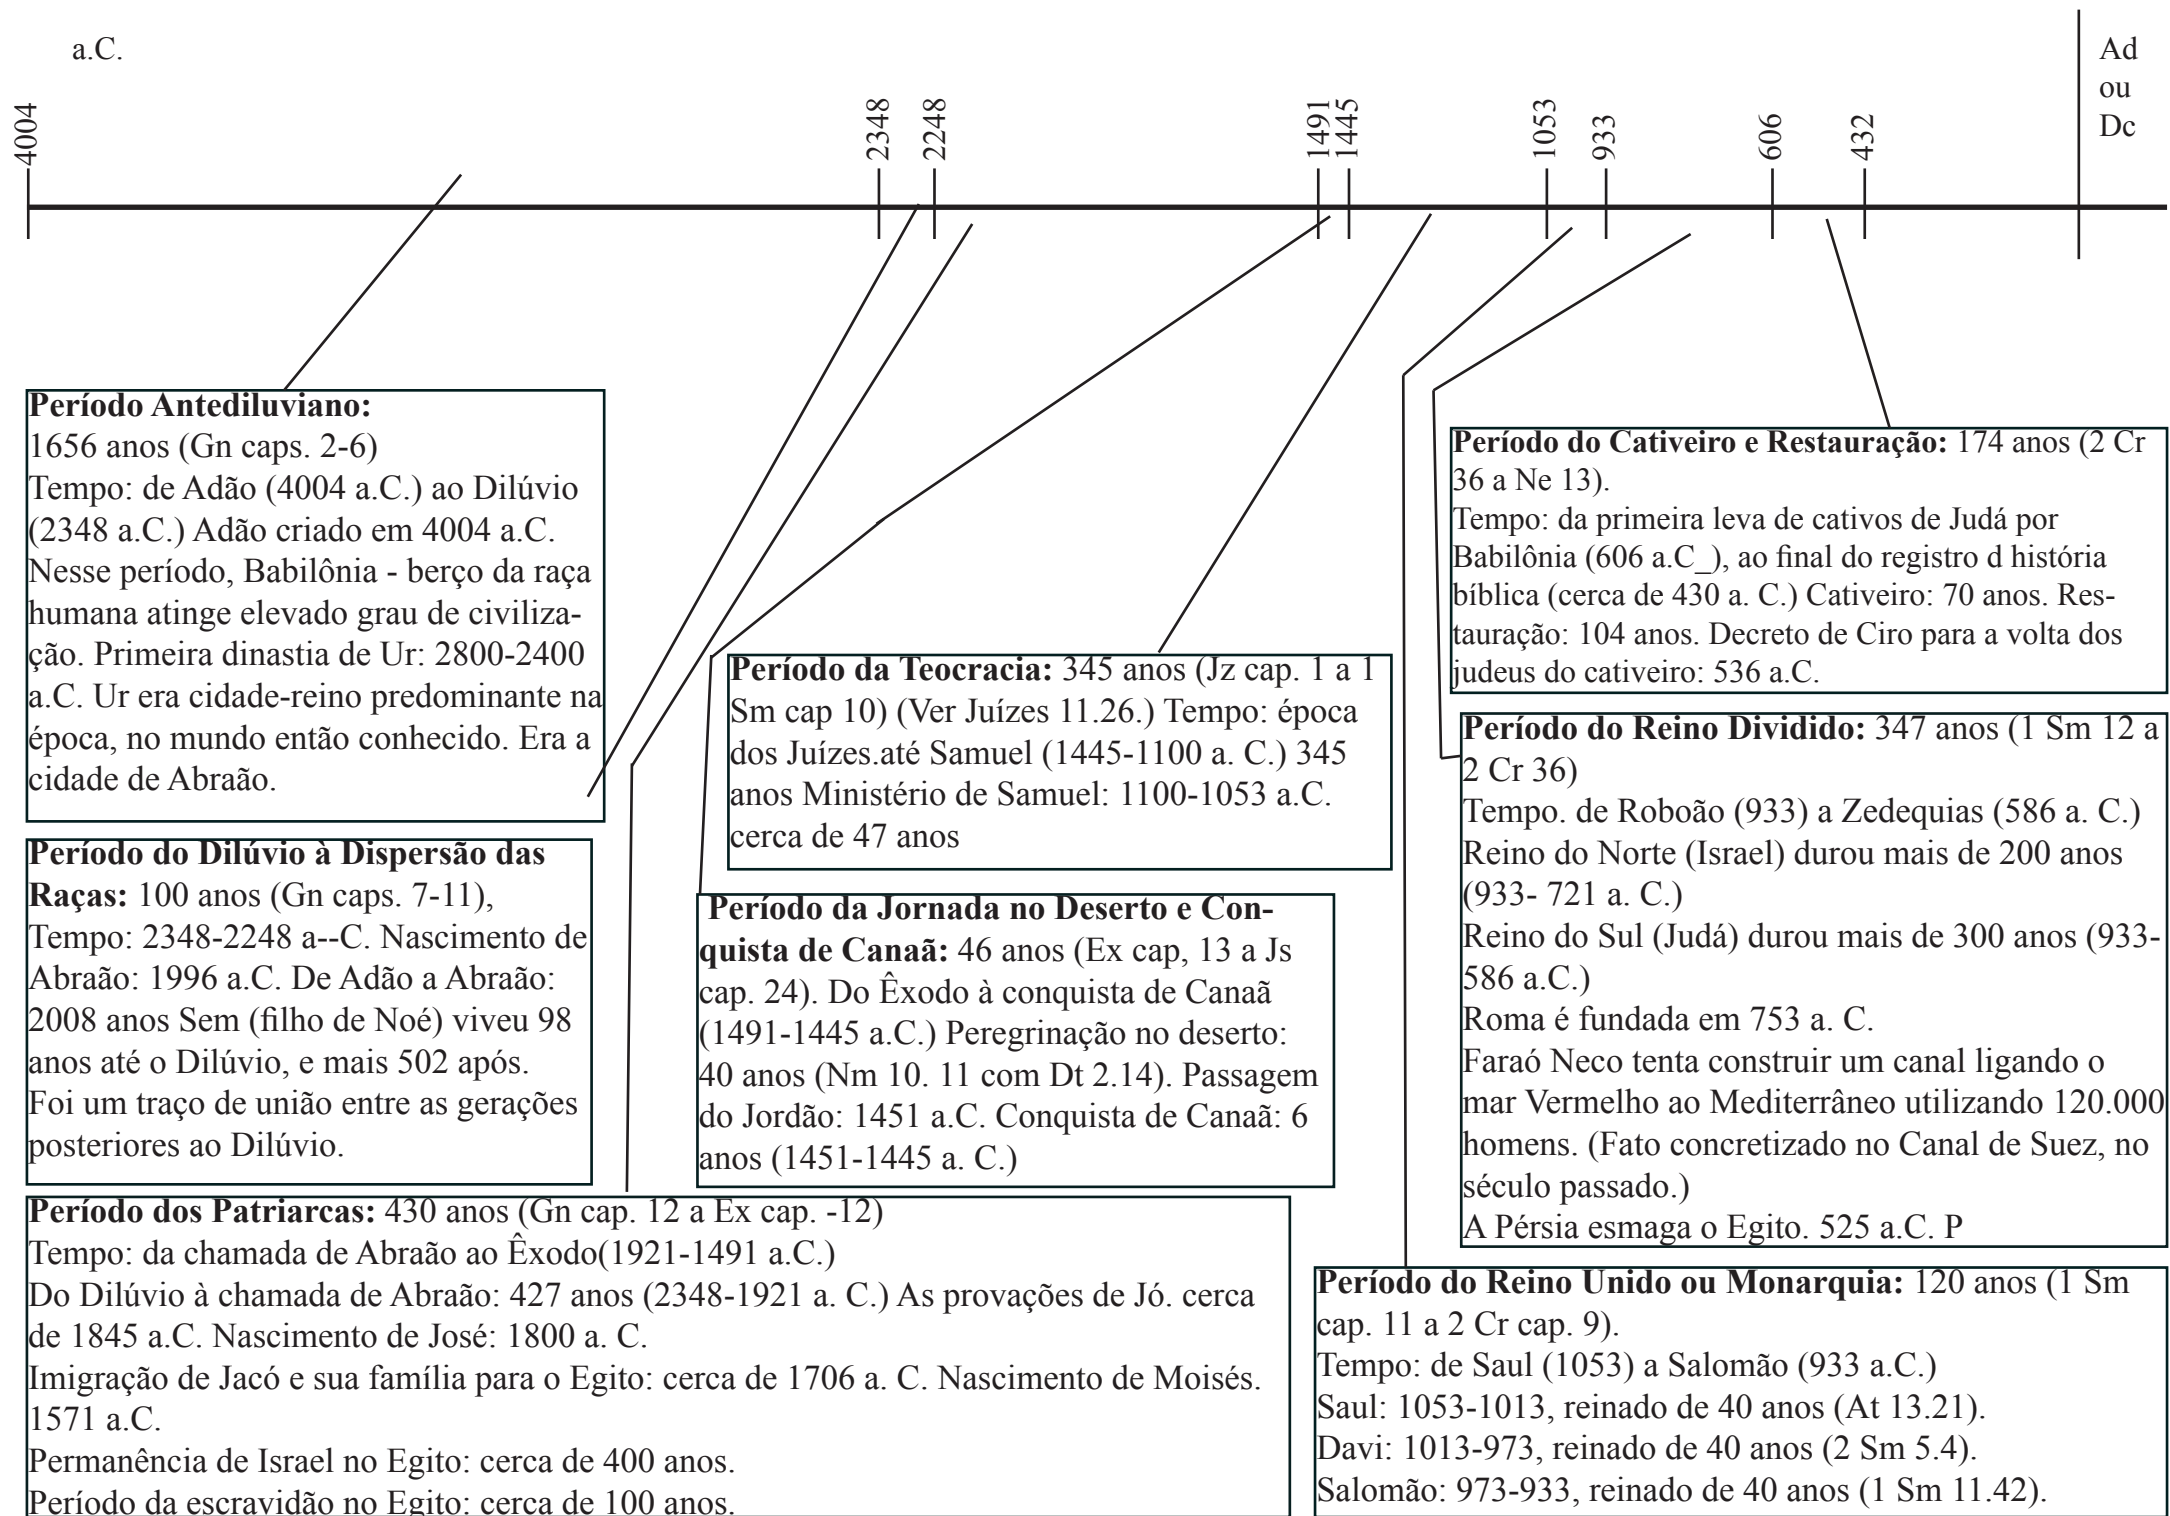 a.C.
Ad
ou
Dc
4004
2348
2248
1491
1445
1053
933
606
432
Período Antediluviano:
1656 anos (Gn caps. 2-6)
Tempo: de Adão (4004 a.C.) ao Dilúvio
(2348 a.C.) Adão criado em 4004 a.C.
Nesse período, Babilônia - berço da raça
humana atinge elevado grau de civiliza-
ção. Primeira dinastia de Ur: 2800-2400
a.C. Ur era cidade-reino predominante na
época, no mundo então conhecido. Era a
cidade de Abraão.
Período do Dilúvio à Dispersão das
Raças: 100 anos (Gn caps. 7-11),
Tempo: 2348-2248 a--C. Nascimento de
Abraão: 1996 a.C. De Adão a Abraão:
2008 anos Sem (filho de Noé) viveu 98
anos até o Dilúvio, e mais 502 após.
Foi um traço de união entre as gerações
posteriores ao Dilúvio.
Período dos Patriarcas: 430 anos (Gn cap. 12 a Ex cap. -12)
Tempo: da chamada de Abraão ao Êxodo(1921-1491 a.C.)
Do Dilúvio à chamada de Abraão: 427 anos (2348-1921 a. C.) As provações de Jó. cerca
de 1845 a.C. Nascimento de José: 1800 a. C.
Imigração de Jacó e sua família para o Egito: cerca de 1706 a. C. Nascimento de Moisés.
1571 a.C.
Permanência de Israel no Egito: cerca de 400 anos.
Período da escravidão no Egito: cerca de 100 anos.
Período da Teocracia: 345 anos (Jz cap. 1 a 1
Sm cap 10) (Ver Juízes 11.26.) Tempo: época
dos Juízes.até Samuel (1445-1100 a. C.) 345
anos Ministério de Samuel: 1100-1053 a.C.
cerca de 47 anos
Período da Jornada no Deserto e Con-
quista de Canaã: 46 anos (Ex cap, 13 a Js
cap. 24). Do Êxodo à conquista de Canaã
(1491-1445 a.C.) Peregrinação no deserto:
40 anos (Nm 10. 11 com Dt 2.14). Passagem
do Jordão: 1451 a.C. Conquista de Canaã: 6
anos (1451-1445 a. C.)
Período do Cativeiro e Restauração: 174 anos (2 Cr
36 a Ne 13).
Tempo: da primeira leva de cativos de Judá por
Babilônia (606 a.C_), ao final do registro d história
bíblica (cerca de 430 a. C.) Cativeiro: 70 anos. Res-
tauração: 104 anos. Decreto de Ciro para a volta dos
judeus do cativeiro: 536 a.C.
Período do Reino Dividido: 347 anos (1 Sm 12 a
2 Cr 36)
Tempo. de Roboão (933) a Zedequias (586 a. C.)
Reino do Norte (Israel) durou mais de 200 anos
(933- 721 a. C.)
Reino do Sul (Judá) durou mais de 300 anos (933-
586 a.C.)
Roma é fundada em 753 a. C.
Faraó Neco tenta construir um canal ligando o
mar Vermelho ao Mediterrâneo utilizando 120.000
homens. (Fato concretizado no Canal de Suez, no
século passado.)
A Pérsia esmaga o Egito. 525 a.C. P
Período do Reino Unido ou Monarquia: 120 anos (1 Sm
cap. 11 a 2 Cr cap. 9).
Tempo: de Saul (1053) a Salomão (933 a.C.)
Saul: 1053-1013, reinado de 40 anos (At 13.21).
Davi: 1013-973, reinado de 40 anos (2 Sm 5.4).
Salomão: 973-933, reinado de 40 anos (1 Sm 11.42).